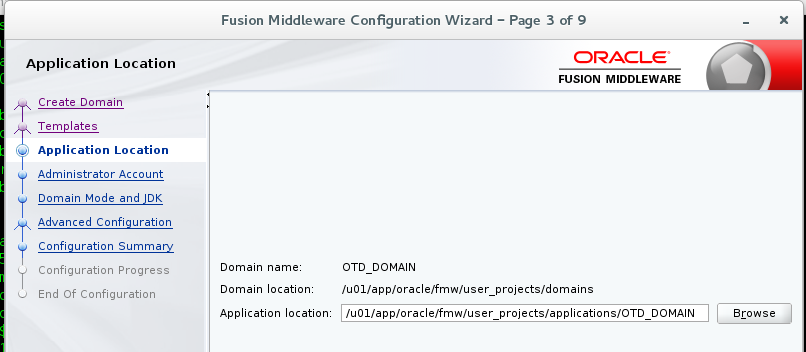 Fusion Middleware Configuration Wizard – Page 3 of 9
Application Location
ORACLE
FUSION MIDDLEWARE
Create Domain
Templates
Application Location
Administrator Account
Domain Mode and JDK
Advanced Configuration
Configuration Summary
Configuration Progress
End Of Configuration
Domain name: OTD_DOMAIN
Domain location: /u01/app/oracle/fmw/user_projects/domains
Application location: /u01/app/oracle/fmw/user_projects/applications/OTD_DOMAIN Browse